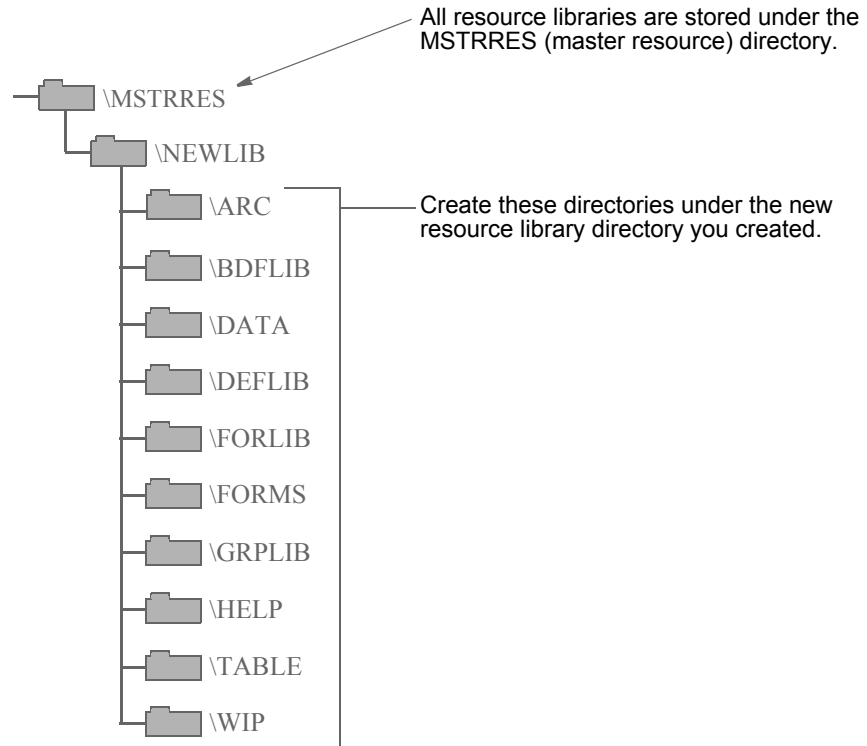 All resource libraries are stored under the
MSTRRES (master resource) directory.
\MSTRRES
\NEWLIB
\ARC
Create these directories under the new
resource library directory you created.
\BDFLIB
\DATA
\DEFLIB
\FORLIB
\FORMS
\GRPLIB
\HELP
\TABLE
\WIP